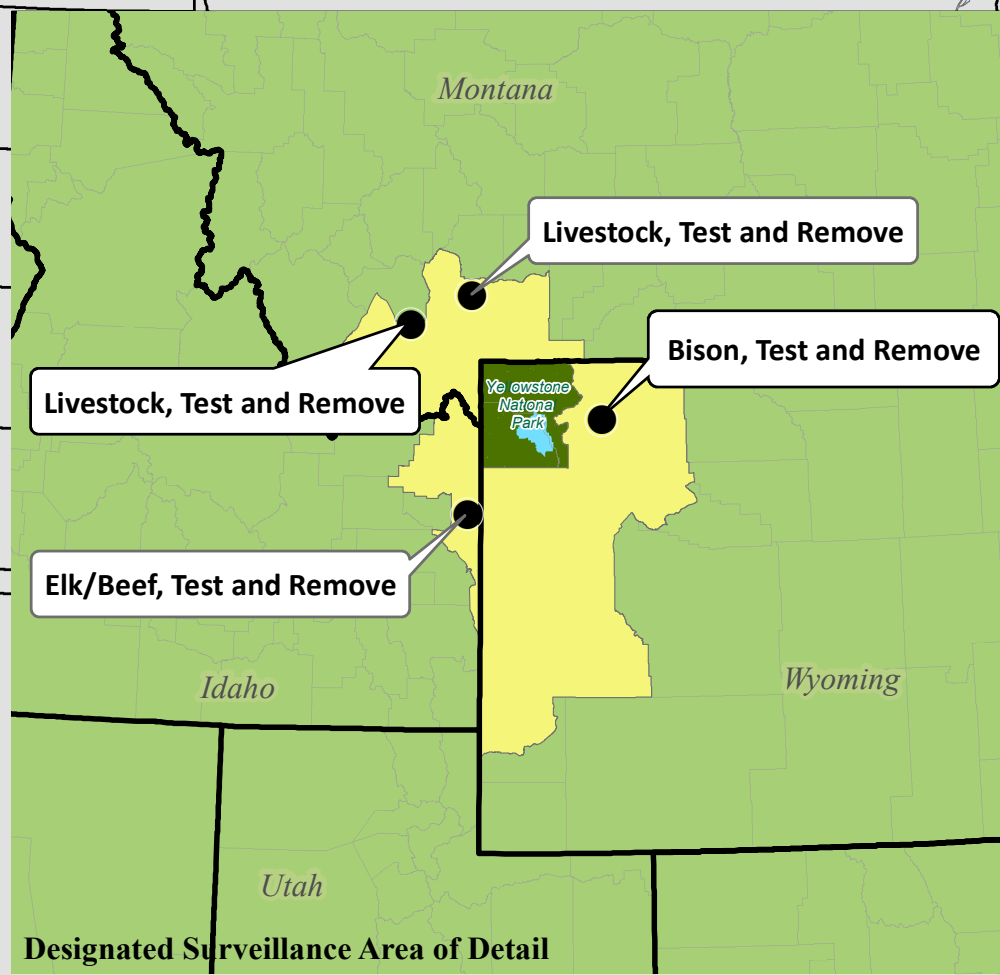 Montana
Livestock, Test and Remove
Bison, Test and Remove
Ye owstone
Nat ona
Park
Livestock, Test and Remove
Elk/Beef, Test and Remove
Idaho
Wyoming
Utah
Designated Surveillance Area of Detail